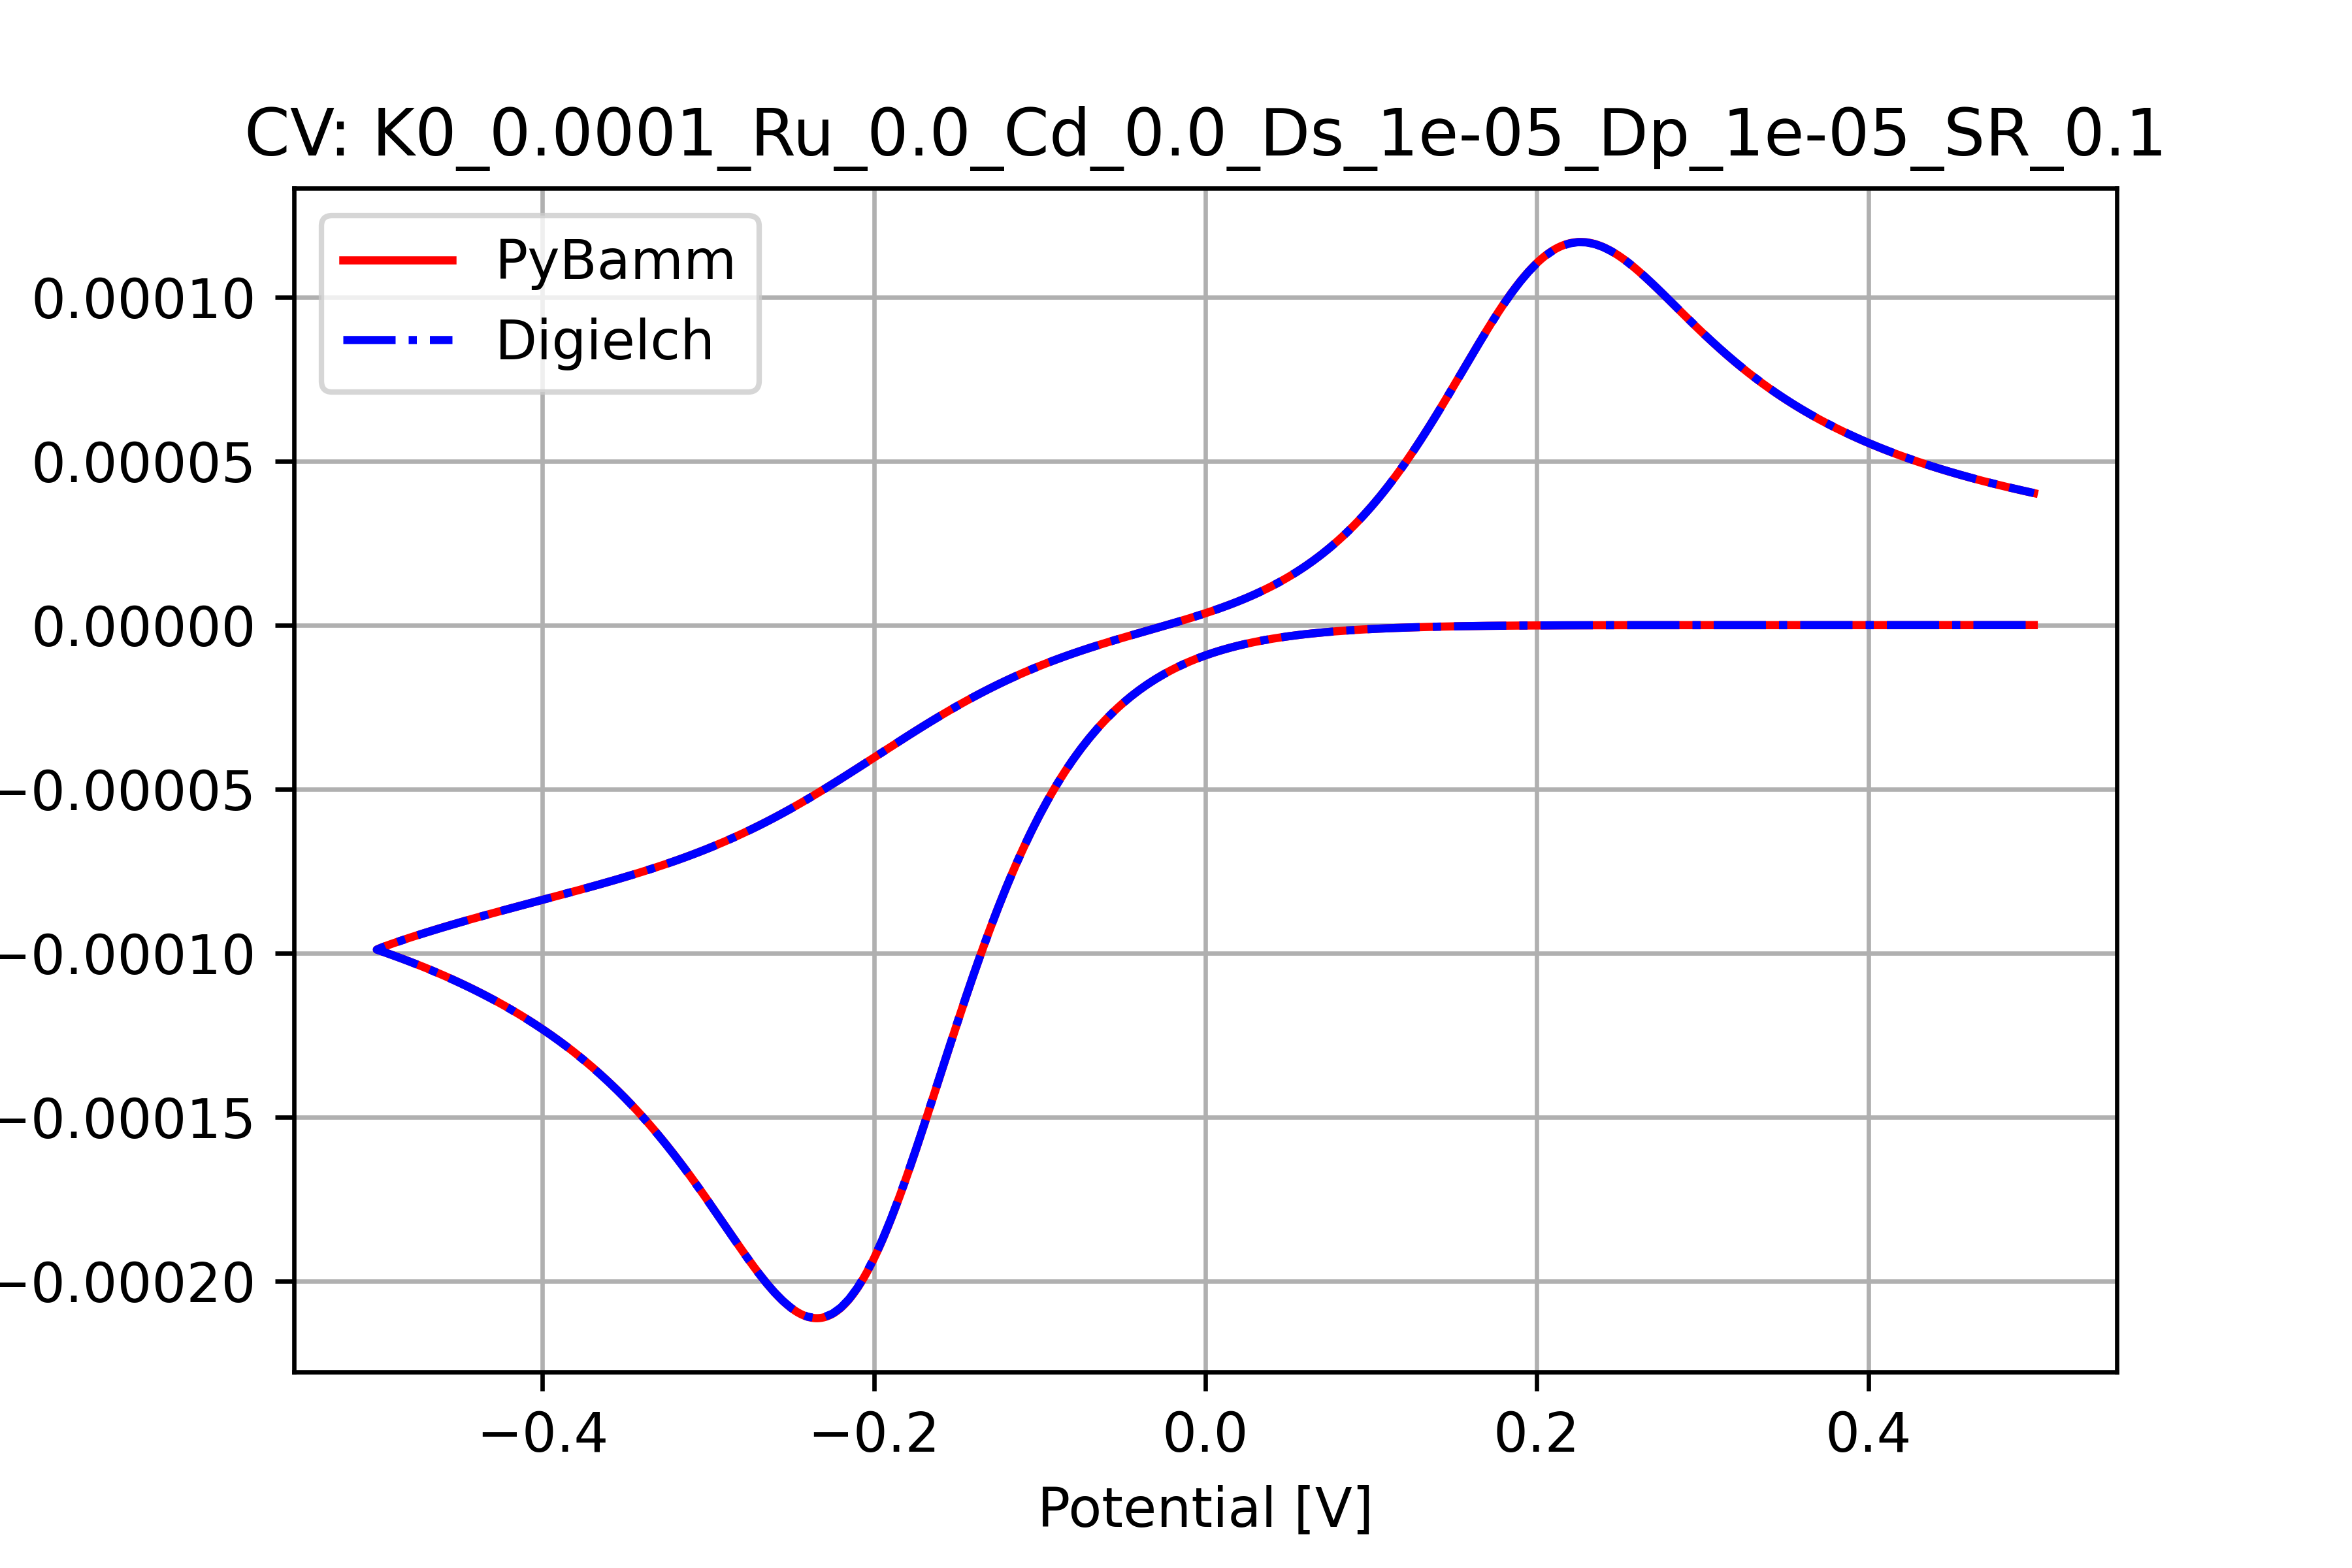 CV: K0_0.0001_Ru_0.0_Cd_0.0_Ds_1e-05_Dp_1e-05_SR_0.1
PyBamm
Digielch
0.00010
0.00005
0.00000
−0.00005
−0.00010
−0.00015
−0.00020
−0.4 −0.2 0.0 0.2 0.4
Potential [V]